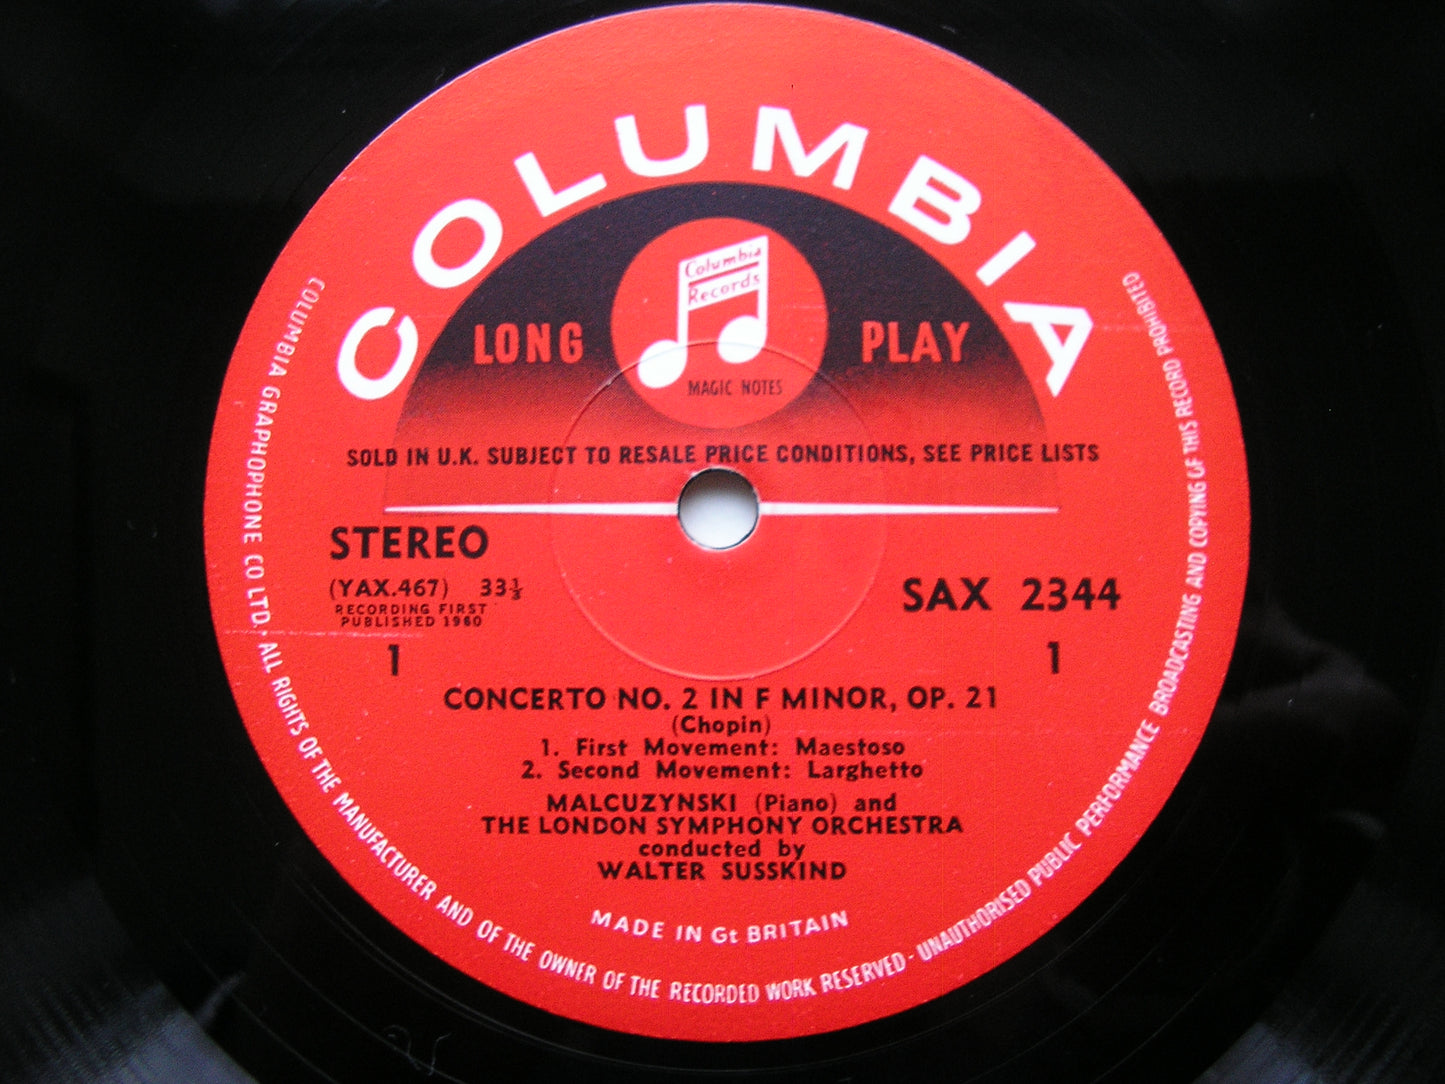 COLUMBIA
Columbia
Records
LONG PLAY
MAGIC NOTES
SOLD IN U.K. SUBJECT TO RESALE PRICE CONDITIONS, SEE PRICE LISTS
STEREO
(YAX.467) 33⅓
SAX 2344
RECORDING FIRST
PUBLISHED 1960
1 1
CONCERTO NO. 2 IN F MINOR, OP. 21
(Chopin)
1. First Movement: Maestoso
2. Second Movement: Larghetto
MALCUZYNSKI (Piano) and
THE LONDON SYMPHONY ORCHESTRA
conducted by
WALTER SUSSKIND
MADE IN Gt BRITAIN
COLUMBIA GRAPHOPHONE CO LTD. ALL RIGHTS OF THE MANUFACTURER AND OF THE OWNER OF THE RECORDED WORK RESERVED - UNAUTHORISED PUBLIC PERFORMANCE BROADCASTING AND COPYING OF THIS RECORD PROHIBITED